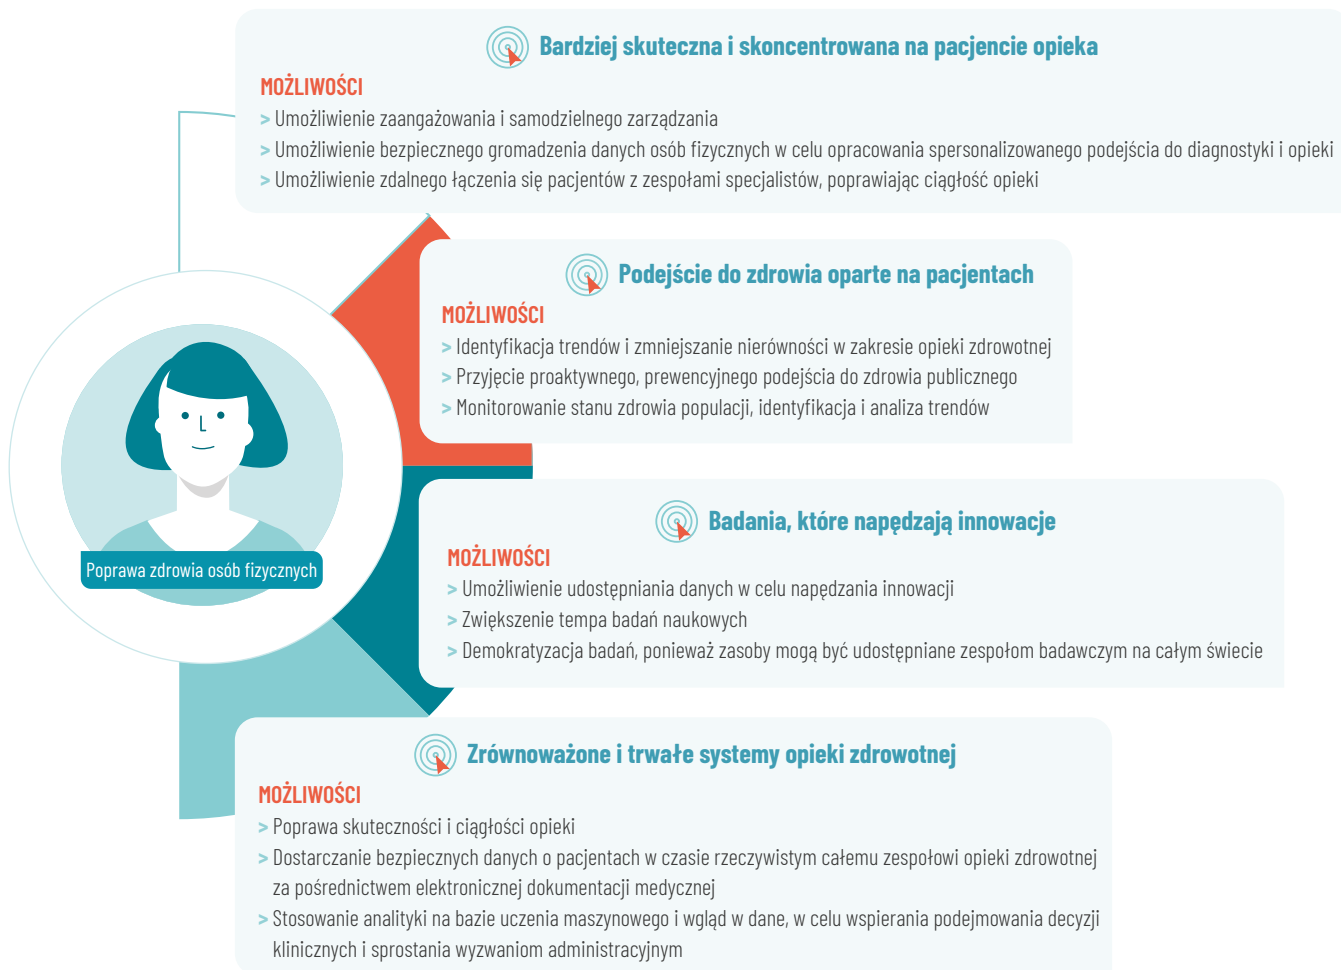 Bardziej skuteczna i skoncentrowana na pacjencie opieka
MOŻLIWOŚCI
> Umożliwienie zaangażowania i samodzielnego zarządzania
> Umożliwienie bezpiecznego gromadzenia danych osób fizycznych w celu opracowania spersonalizowanego podejścia do diagnostyki i opieki
> Umożliwienie zdalnego łączenia się pacjentów z zespołami specjalistów, poprawiając ciągłość opieki
Podejście do zdrowia oparte na pacjentach
MOŻLIWOŚCI
> Identyfikacja trendów i zmniejszanie nierówności w zakresie opieki zdrowotnej
> Przyjęcie proaktywnego, prewencyjnego podejścia do zdrowia publicznego
> Monitorowanie stanu zdrowia populacji, identyfikacja i analiza trendów
Poprawa zdrowia osób fizycznych
Badania, które napędzają innowacje
MOŻLIWOŚCI
> Umożliwienie udostępniania danych w celu napędzania innowacji
> Zwiększenie tempa badań naukowych
> Demokratyzacja badań, ponieważ zasoby mogą być udostępniane zespołom badawczym na całym świecie
Zrównoważone i trwałe systemy opieki zdrowotnej
MOŻLIWOŚCI
> Poprawa skuteczności i ciągłości opieki
> Dostarczanie bezpiecznych danych o pacjentach w czasie rzeczywistym całemu zespołowi opieki zdrowotnej
za pośrednictwem elektronicznej dokumentacji medycznej
> Stosowanie analityki na bazie uczenia maszynowego i wgląd w dane, w celu wspierania podejmowania decyzji
klinicznych i sprostania wyzwaniom administracyjnym